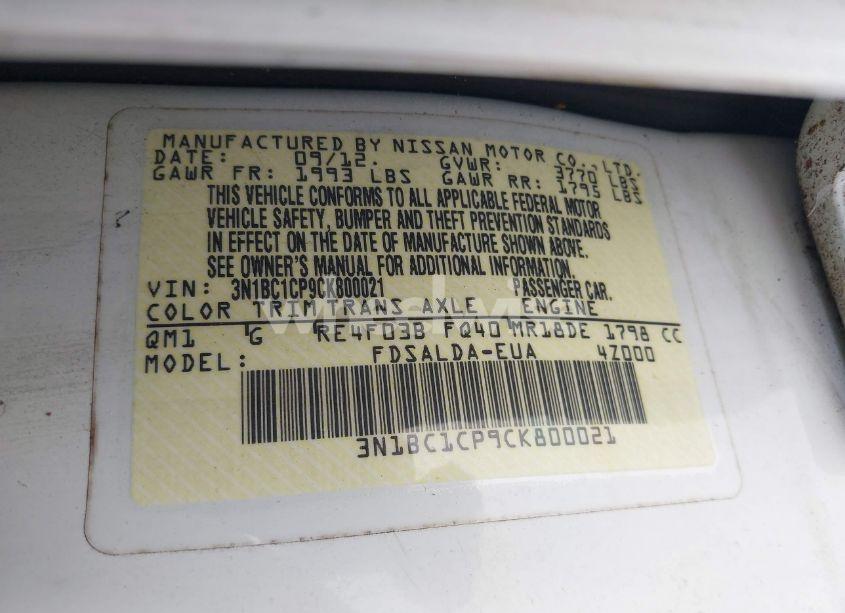 MANUFACTURED BY NISSAN MOTOR CO., LTD.
DATE: 09/12. GVWR: 3770 LBS
GAWR FR: 1993 LBS GAWR RR: 1795 LBS
THIS VEHICLE CONFORMS TO ALL APPLICABLE FEDERAL MOTOR
VEHICLE SAFETY, BUMPER AND THEFT PREVENTION STANDARDS
IN EFFECT ON THE DATE OF MANUFACTURE SHOWN ABOVE.
SEE OWNER'S MANUAL FOR ADDITIONAL INFORMATION.
VIN: 3N1BC1CP9CK800021 PASSENGER CAR.
COLOR TRIM TRANS AXLE ENGINE
QM1 G RE4F03B FQ40 MR18DE 1798 CC
MODEL: FDSALDA-EUA 4Z000
3N1BC1CP9CK800021